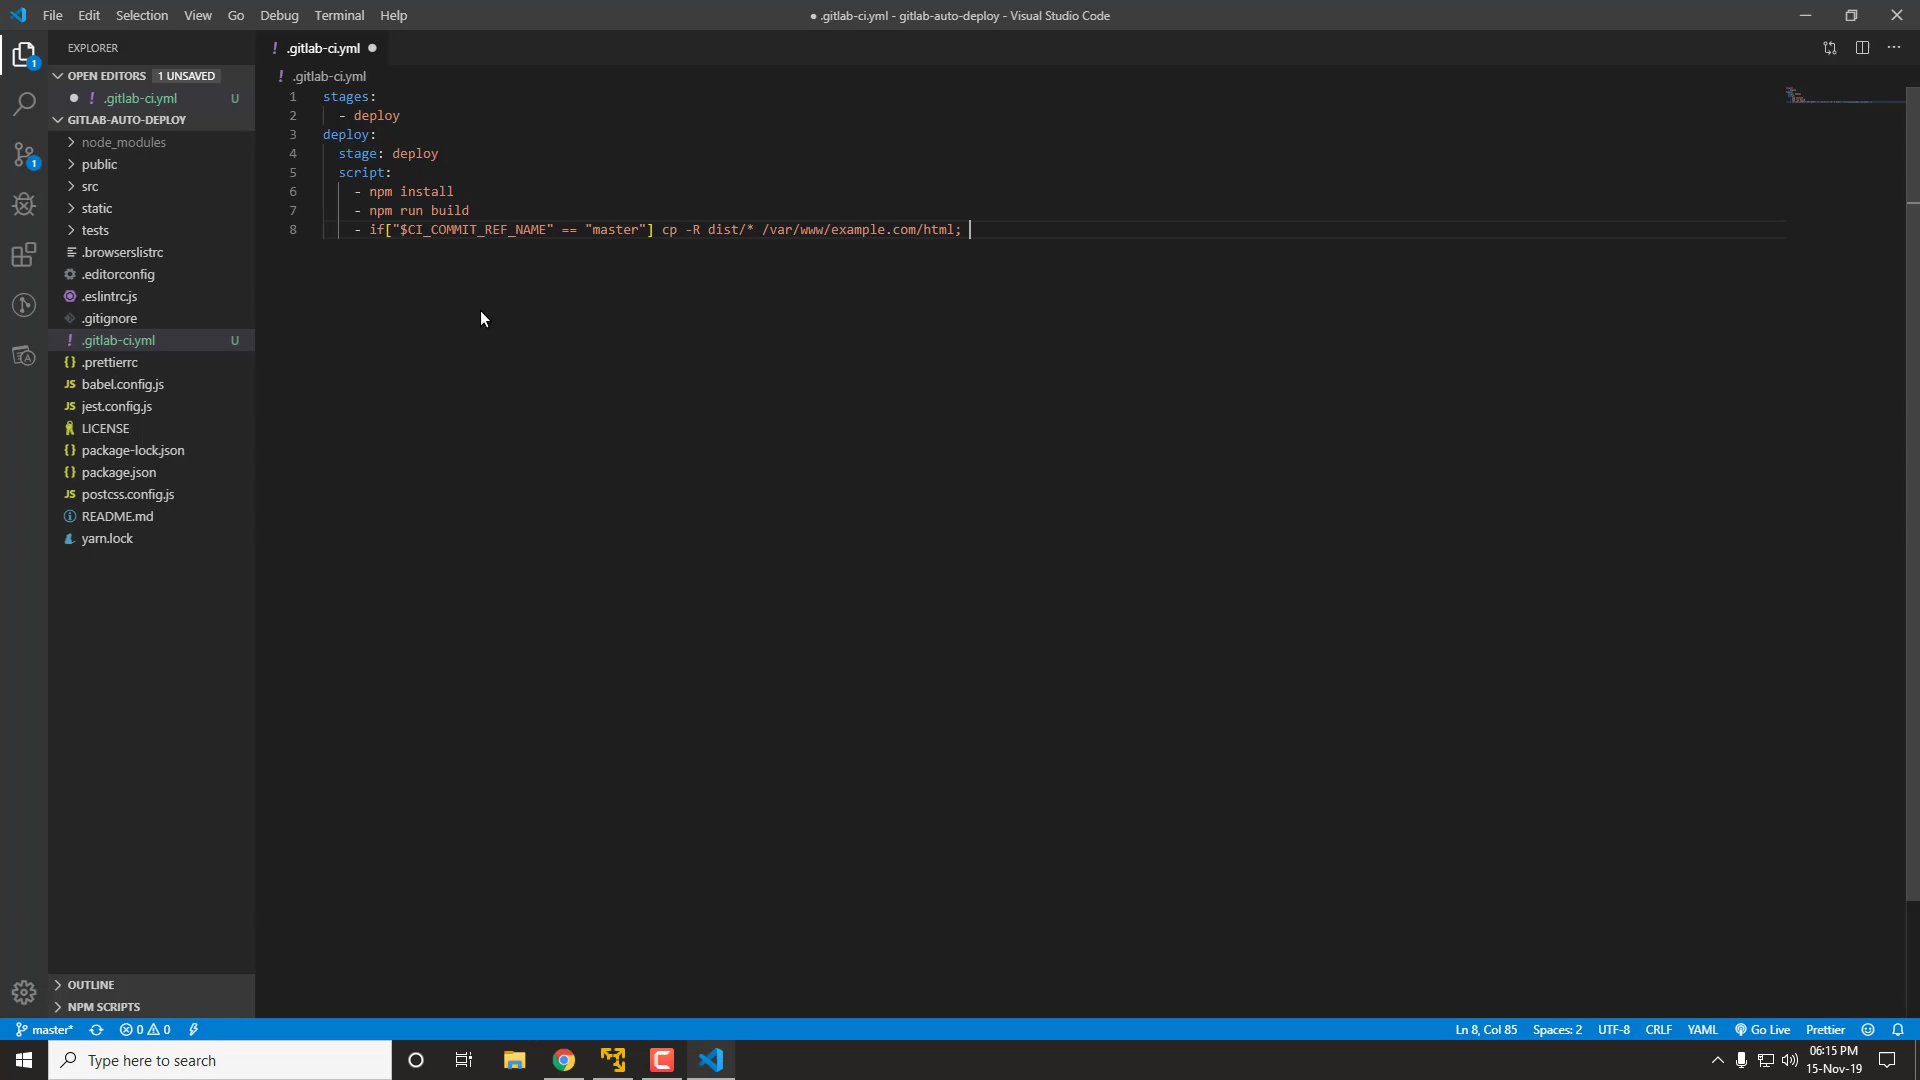 File Edit Selection View Go Debug Terminal Help
● .gitlab-ci.yml - gitlab-auto-deploy - Visual Studio Code
EXPLORER
OPEN EDITORS 1 UNSAVED
! .gitlab-ci.yml U
GITLAB-AUTO-DEPLOY
node_modules
public
src
static
tests
.browserslistrc
.editorconfig
.eslintrc.js
.gitignore
! .gitlab-ci.yml U
{} .prettierrc
JS babel.config.js
JS jest.config.js
LICENSE
{} package-lock.json
{} package.json
JS postcss.config.js
README.md
yarn.lock
OUTLINE
NPM SCRIPTS
! .gitlab-ci.yml ●
! .gitlab-ci.yml
1 stages:
2 - deploy
3 deploy:
4 stage: deploy
5 script:
6 - npm install
7 - npm run build
8 - if["$CI_COMMIT_REF_NAME" == "master"] cp -R dist/* /var/www/example.com/html;
master* 0 0
Ln 8, Col 85 Spaces: 2 UTF-8 CRLF YAML Go Live Prettier
Type here to search
06:15 PM
15-Nov-19